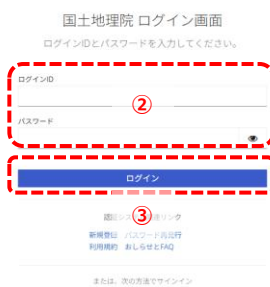 国土地理院 ログイン画面
ログインIDとパスワードを入力してください。
ログインID
②
パスワード
ログイン
③
新規登録 パスワード再発行
利用規約 おしらせとFAQ
または、次の方法でサインイン